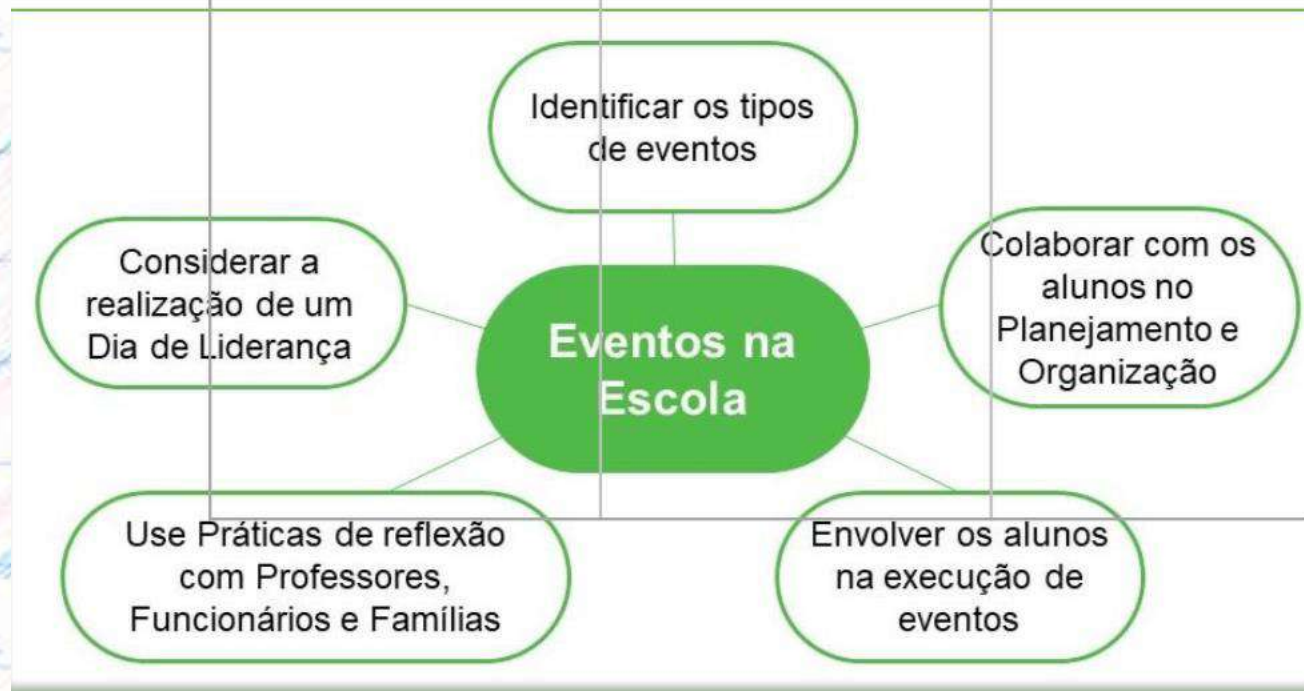 Identificar os tipos
de eventos
Considerar a
realização de um
Dia de Liderança
Colaborar com os
alunos no
Planejamento e
Organização
Eventos na
Escola
Use Práticas de reflexão
com Professores,
Funcionários e Famílias
Envolver os alunos
na execução de
eventos